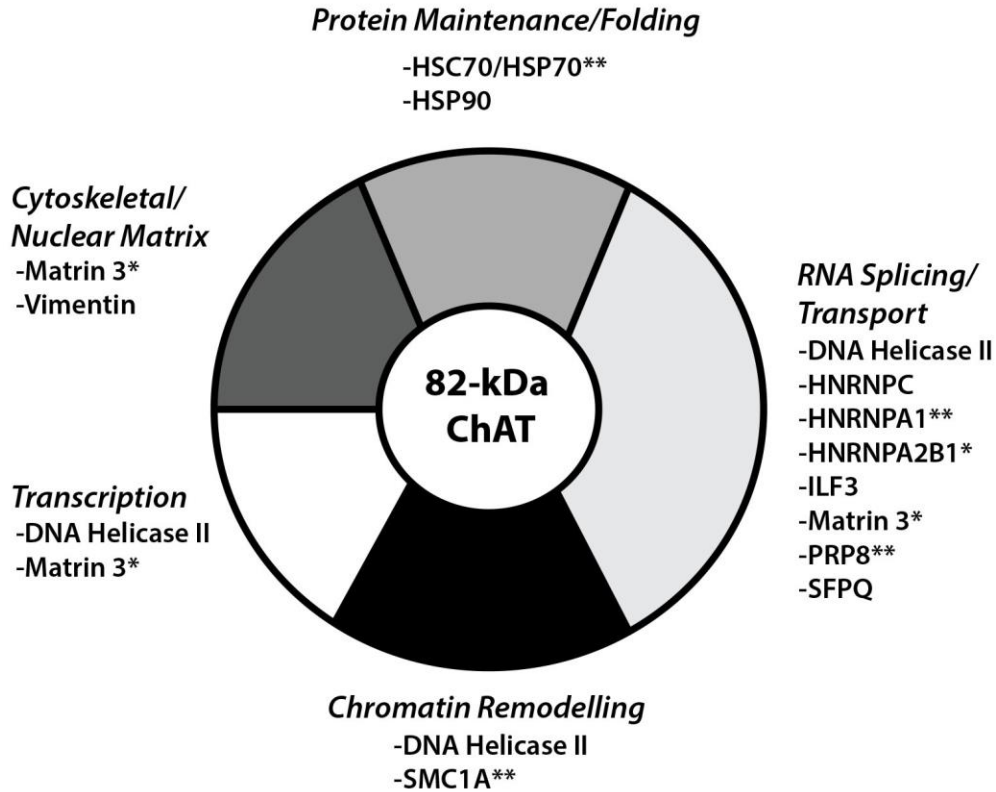 Protein Maintenance/Folding
-HSC70/HSP70**
-HSP90
Cytoskeletal/
Nuclear Matrix
-Matrin 3*
-Vimentin
82-kDa
ChAT
RNA Splicing/
Transport
-DNA Helicase II
-HNRNPC
-HNRNPA1**
-HNRNPA2B1*
-ILF3
-Matrin 3*
-PRP8**
-SFPQ
Transcription
-DNA Helicase II
-Matrin 3*
Chromatin Remodelling
-DNA Helicase II
-SMC1A**